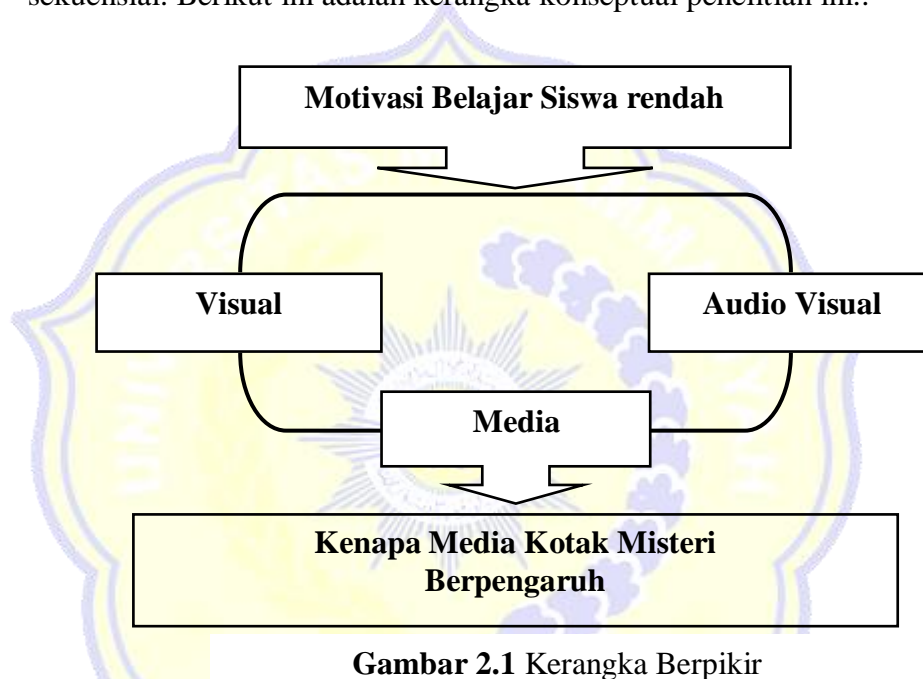 sekuensial. Berikut ini adalah kerangka konseptual penelitian ini..
Motivasi Belajar Siswa rendah
Visual
Audio Visual
Media
Kenapa Media Kotak Misteri
Berpengaruh
Gambar 2.1 Kerangka Berpikir